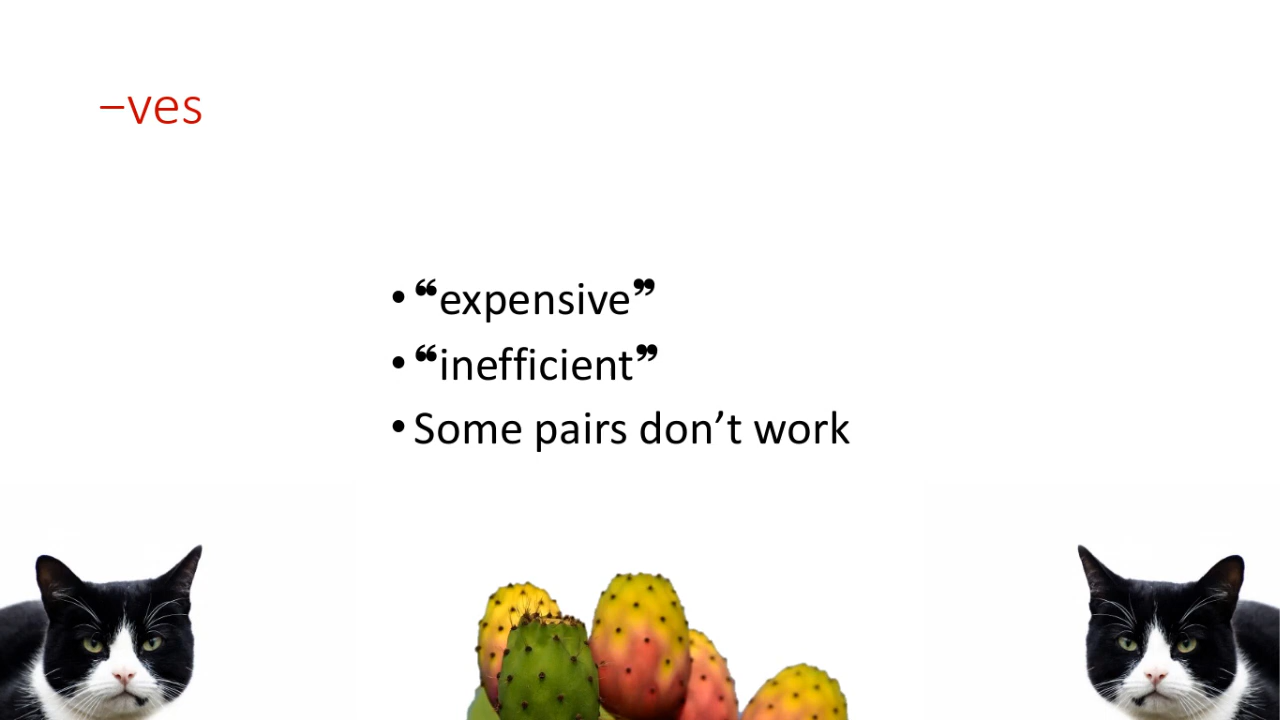 –ves
• ❝expensive❞
• ❝inefficient❞
• Some pairs don’t work